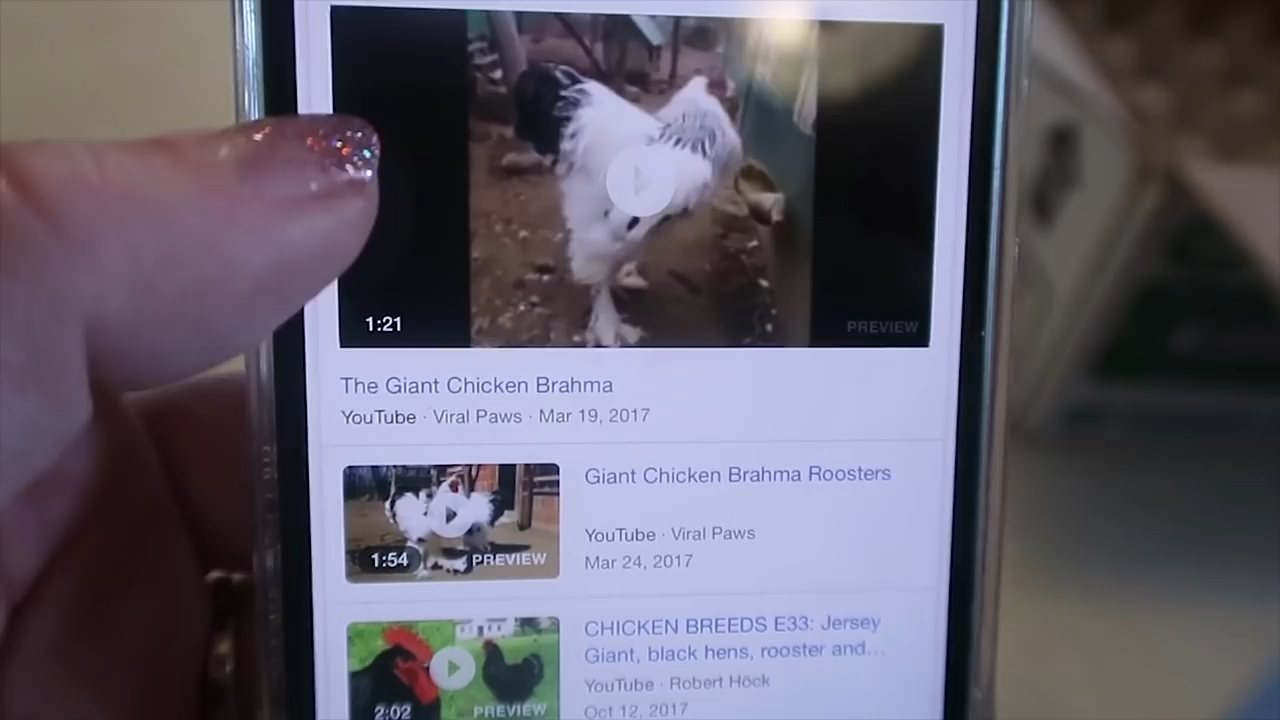 1:21
PREVIEW
The Giant Chicken Brahma
YouTube · Viral Paws · Mar 19, 2017
Giant Chicken Brahma Roosters
YouTube · Viral Paws
Mar 24, 2017
1:54
PREVIEW
CHICKEN BREEDS E33: Jersey
Giant, black hens, rooster and...
YouTube · Robert Höck
Oct 12, 2017
2:02
PREVIEW